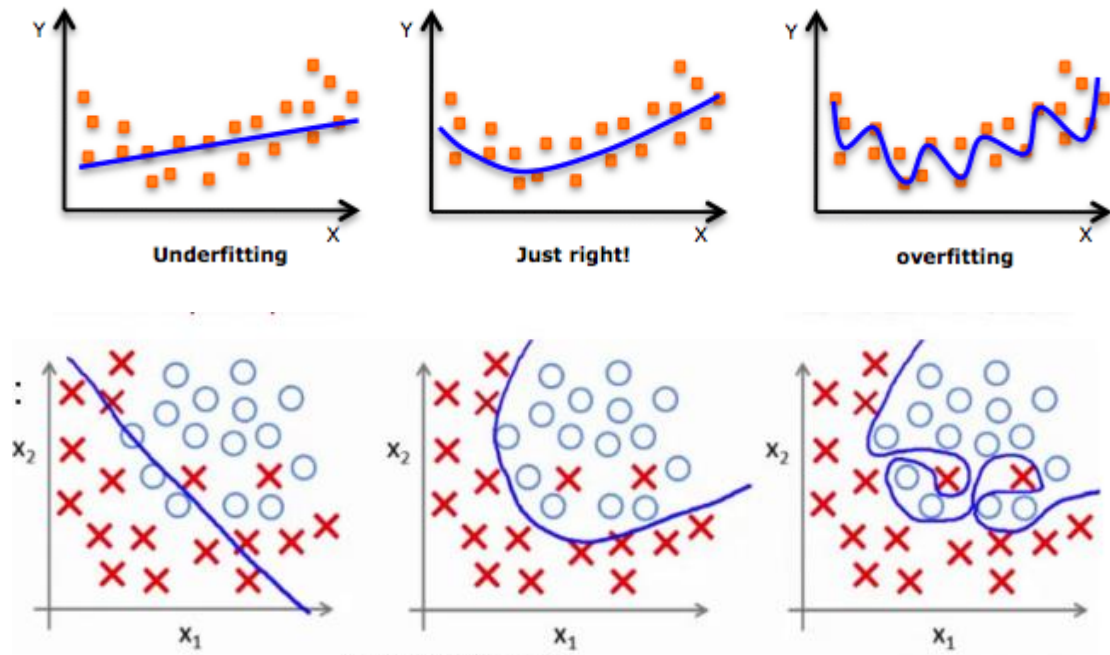 Y
X
Underfitting
Y
X
Just right!
Y
X
overfitting
:
X₂
X₁
X₂
X₁
X₂
X₁